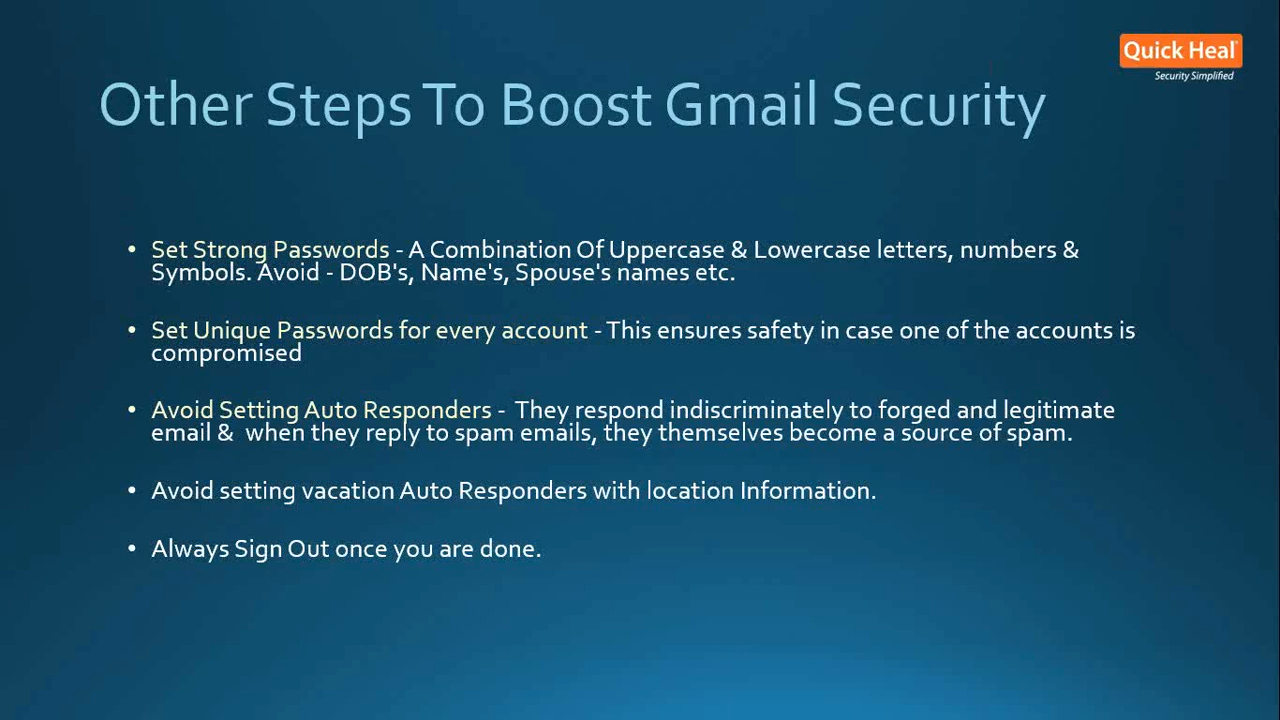 Quick Heal
Security Simplified
Other Steps To Boost Gmail Security
• Set Strong Passwords - A Combination Of Uppercase & Lowercase letters, numbers &
Symbols. Avoid - DOB's, Name's, Spouse's names etc.
• Set Unique Passwords for every account - This ensures safety in case one of the accounts is
compromised
• Avoid Setting Auto Responders - They respond indiscriminately to forged and legitimate
email & when they reply to spam emails, they themselves become a source of spam.
• Avoid setting vacation Auto Responders with location Information.
• Always Sign Out once you are done.